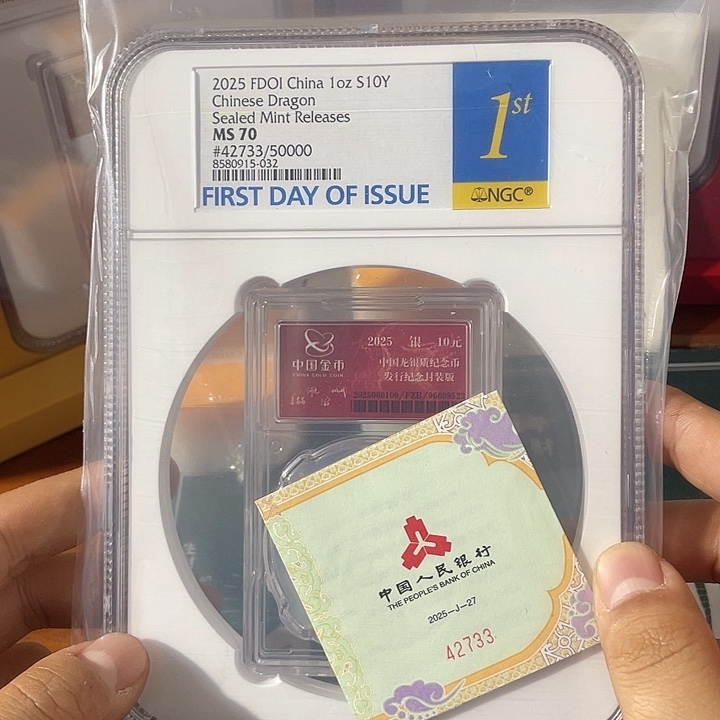 2025 FDOI China 1oz S10Y
Chinese Dragon
Sealed Mint Releases
MS 70
#42733/50000
8580915-032
FIRST DAY OF ISSUE
1st
NGC®
中国金币
CHINA GOLD COIN
2025 银 10元
中国龙银质纪念币
发行纪念封装版
中国人民银行
THE PEOPLE'S BANK OF CHINA
2025-J-27
42733